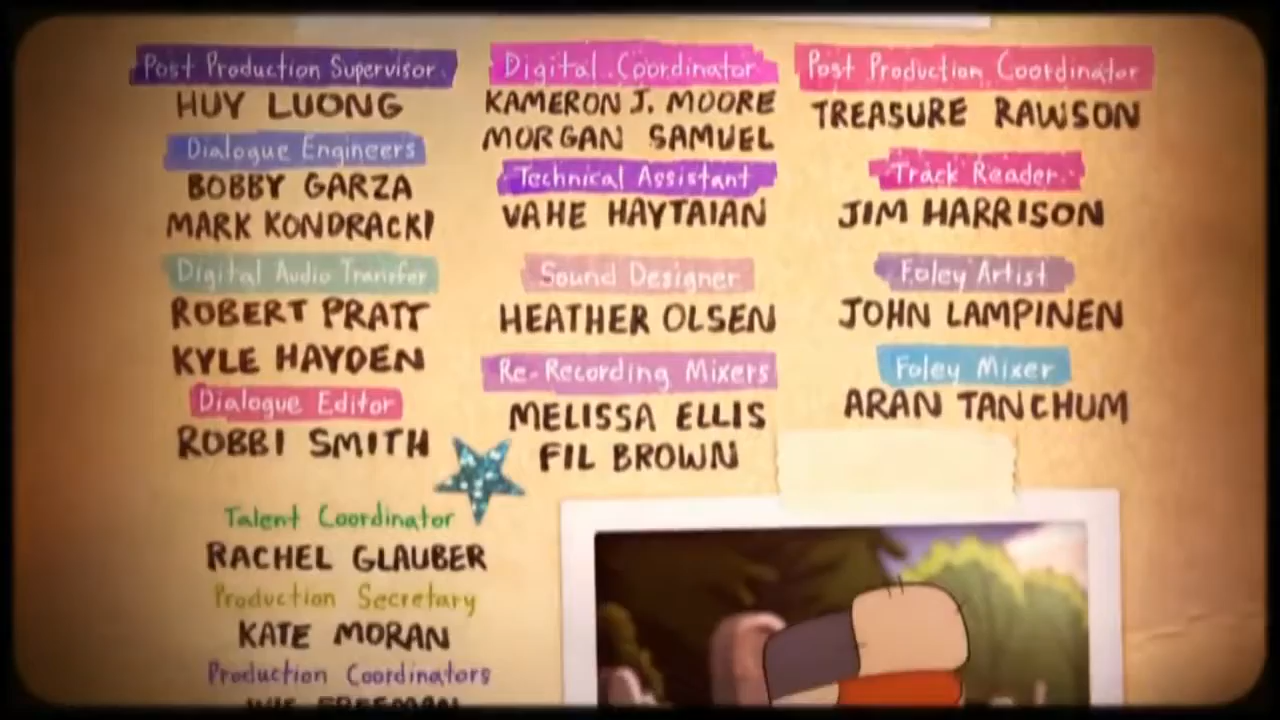 Post Production Supervisor
HUY LUONG
Dialogue Engineers
BOBBY GARZA
MARK KONDRACKI
Digital Audio Transfer
ROBERT PRATT
KYLE HAYDEN
Dialogue Editor
ROBBI SMITH
Digital Coordinator
KAMERON J. MOORE
MORGAN SAMUEL
Technical Assistant
VAHE HAYTAIAN
Sound Designer
HEATHER OLSEN
Re-Recording Mixers
MELISSA ELLIS
FIL BROWN
Post Production Coordinator
TREASURE RAWSON
Track Reader
JIM HARRISON
Foley Artist
JOHN LAMPINEN
Foley Mixer
ARAN TANCHUM
Talent Coordinator
RACHEL GLAUBER
Production Secretary
KATE MORAN
Production Coordinators
FREEMAN